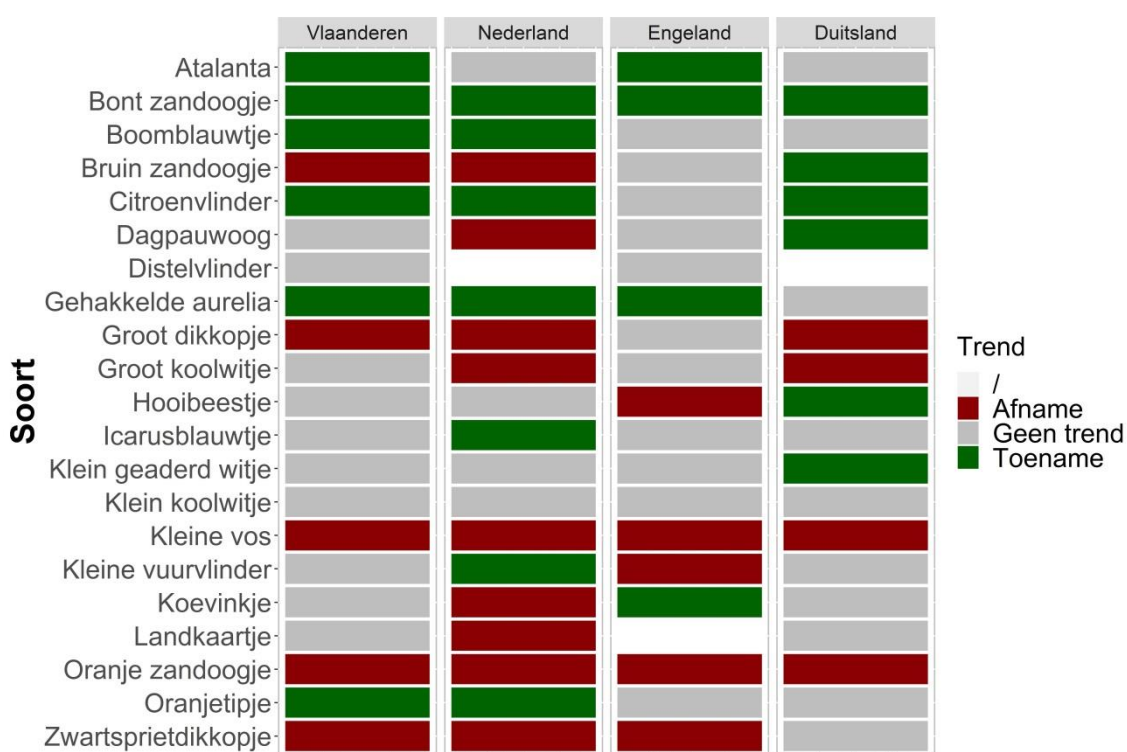 Vlaanderen
Nederland
Engeland
Duitsland
Soort
Atalanta
Bont zandoogje
Boomblauwtje
Bruin zandoogje
Citroenvlinder
Dagpauwoog
Distelvlinder
Gehakkelde aurelia
Groot dikkopje
Groot koolwitje
Hooibeestje
Icarusblauwtje
Klein geaderd witje
Klein koolwitje
Kleine vos
Kleine vuurvlinder
Koevinkje
Landkaartje
Oranje zandoogje
Oranjetipje
Zwartsprietdikkopje
Trend
/
Afname
Geen trend
Toename